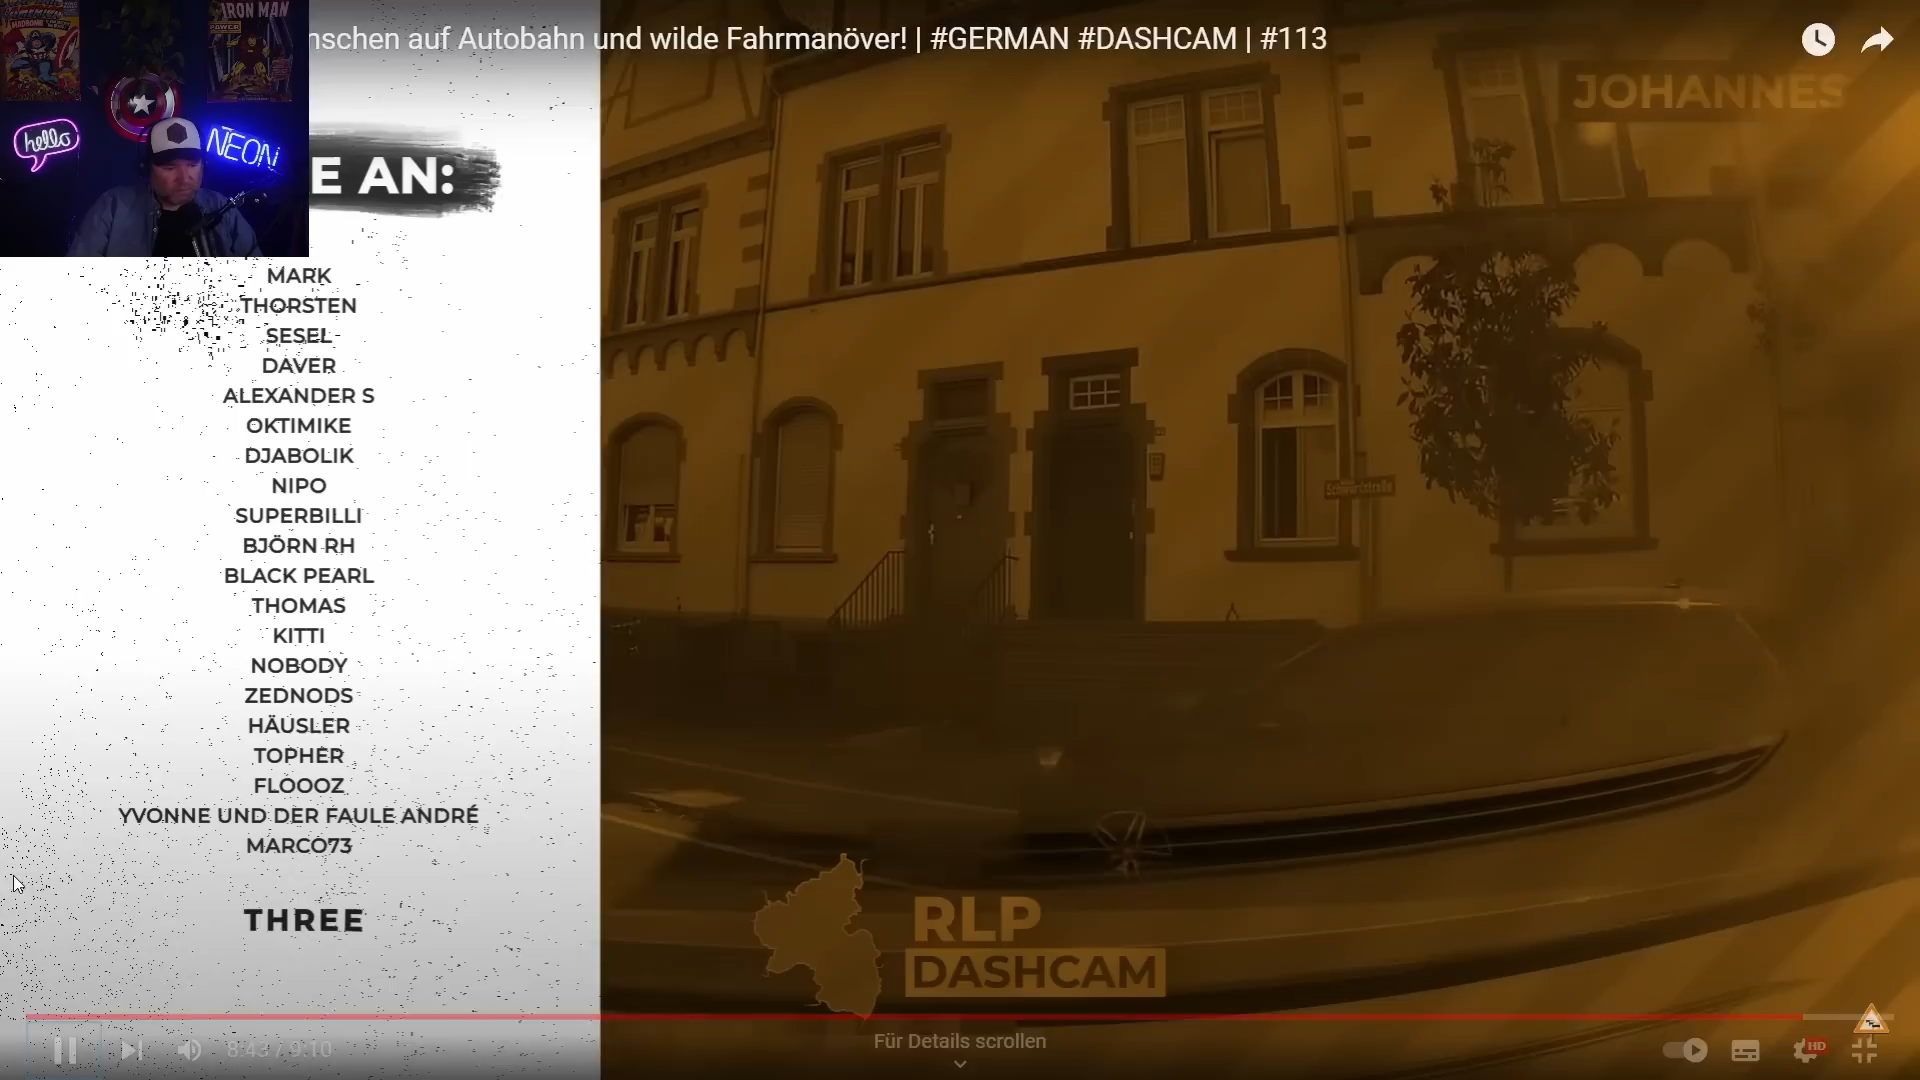 nschen auf Autobahn und wilde Fahrmanöver! | #GERMAN #DASHCAM | #113
IRON MAN
JOHANNES
hello
NEON
E AN:
MARK
THORSTEN
SESEL
DAVER
ALEXANDER S
OKTIMIKE
DJABOLIK
NIPO
SUPERBILLI
BJÖRN RH
BLACK PEARL
THOMAS
KITTI
NOBODY
ZEDNODS
HÄUSLER
TOPHER
FLOOOZ
YVONNE UND DER FAULE ANDRÉ
MARCO73
THREE
RLP
DASHCAM
Für Details scrollen
8:43 / 9:10
HD